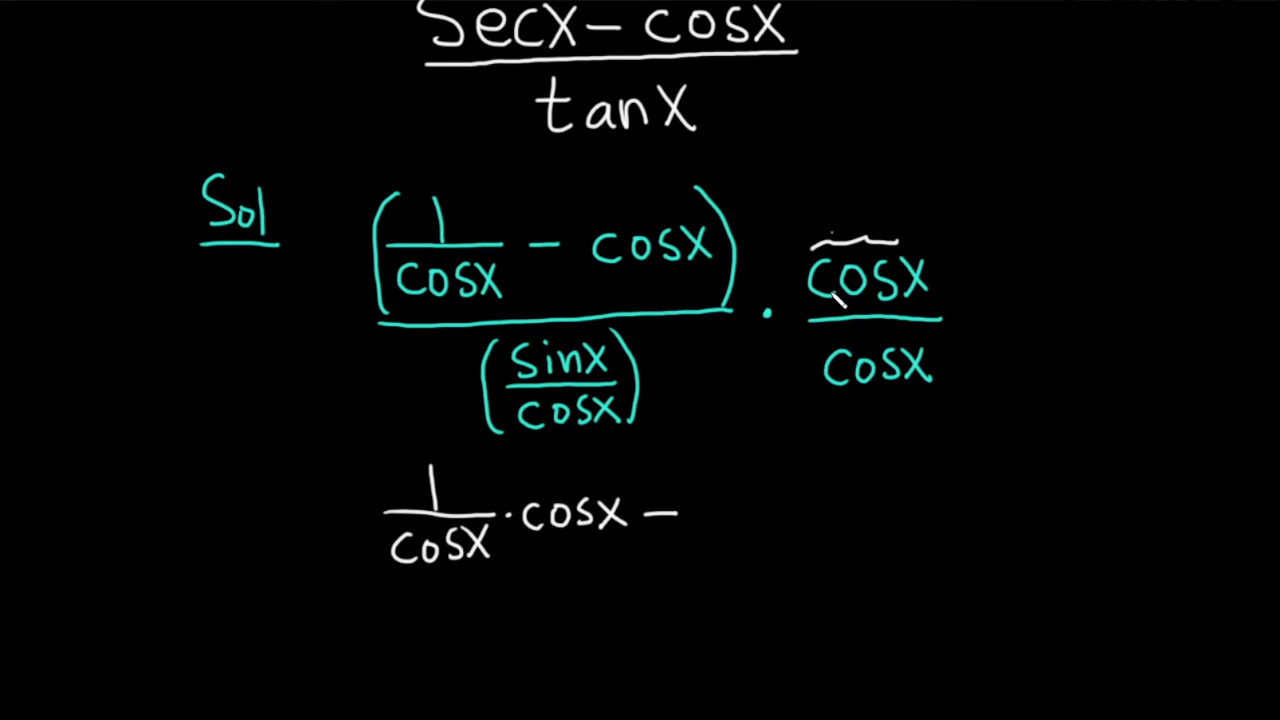 secx - cosx
tanx
Sol
(1/cosx - cosx) · cosx
(sinx/cosx) cosx
1/cosx · cosx -